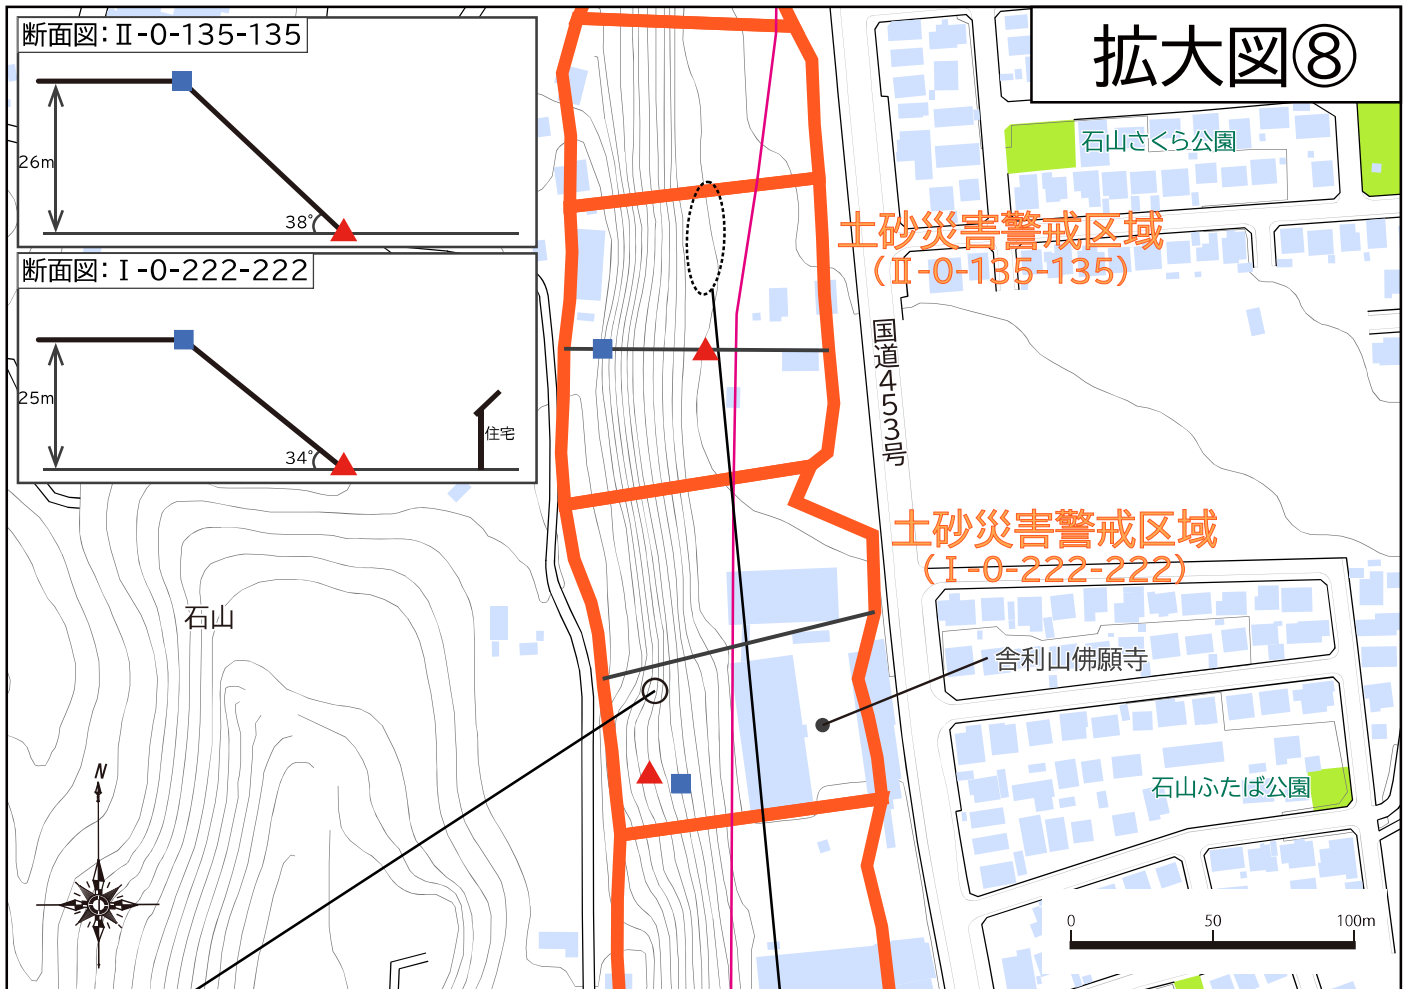 断面図：Ⅱ-0-135-135
26m
38°
断面図：Ⅰ-0-222-222
25m
34°
住宅
拡大図⑧
石山さくら公園
土砂災害警戒区域
（Ⅱ-0-135-135）
国道453号
土砂災害警戒区域
（Ⅰ-0-222-222）
石山
舎利山佛願寺
石山ふたば公園
N
0 50 100m